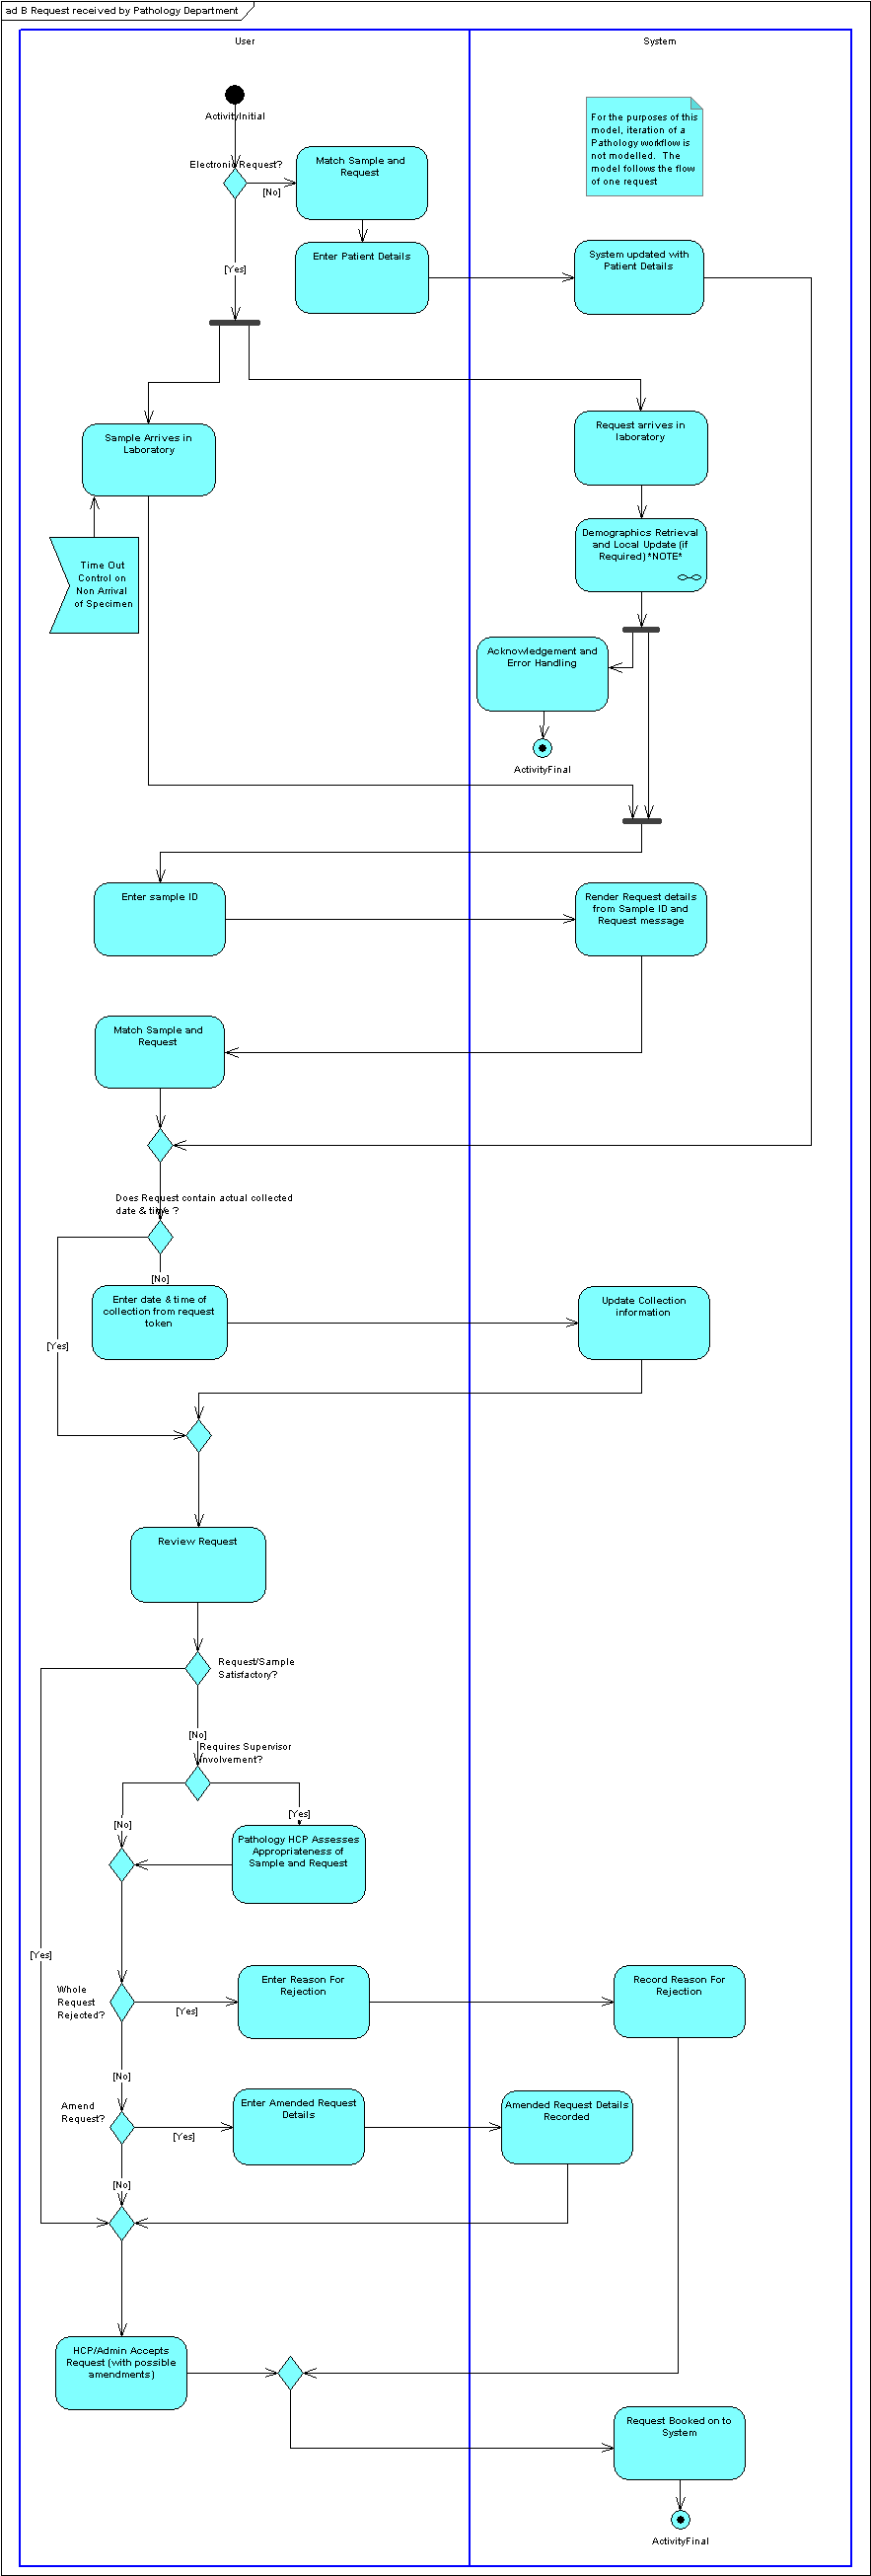 ad B Request received by Pathology Department
User
System
ActivityInitial
For the purposes of this
model, iteration of a
Pathology workflow is
not modelled. The
model follows the flow
of one request
Electronic Request?
[No]
Match Sample and
Request
[Yes]
Enter Patient Details
System updated with
Patient Details
Sample Arrives in
Laboratory
Request arrives in
laboratory
Time Out
Control on
Non Arrival
of Specimen
Demographics Retrieval
and Local Update (if
Required) *NOTE*
Acknowledgement and
Error Handling
ActivityFinal
Enter sample ID
Render Request details
from Sample ID and
Request message
Match Sample and
Request
Does Request contain actual collected
date & time ?
[No]
Enter date & time of
collection from request
token
Update Collection
information
[Yes]
Review Request
Request/Sample
Satisfactory?
[No]
Requires Supervisor
Involvement?
[Yes]
[No]
Pathology HCP Assesses
Appropriateness of
Sample and Request
[Yes]
Whole
Request
Rejected?
[Yes]
Enter Reason For
Rejection
Record Reason For
Rejection
[No]
Amend
Request?
[Yes]
Enter Amended Request
Details
Amended Request Details
Recorded
[No]
HCP/Admin Accepts
Request (with possible
amendments)
Request Booked on to
System
ActivityFinal